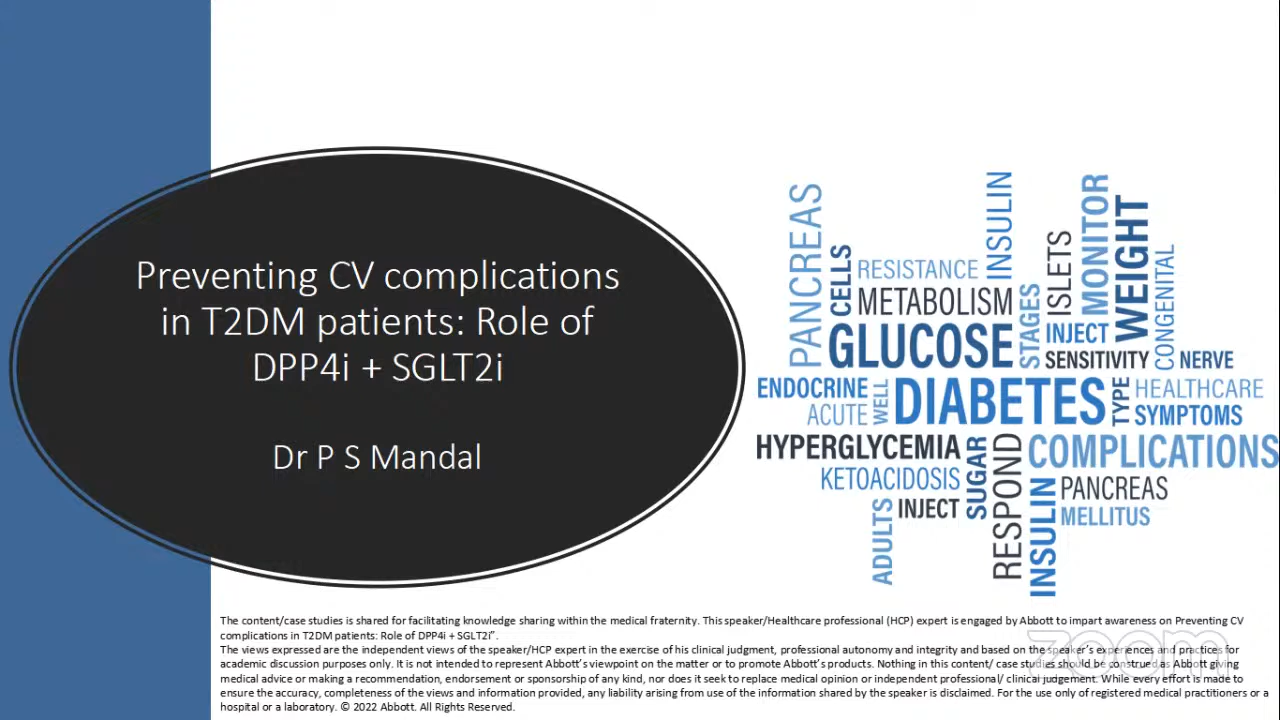 Preventing CV complications
in T2DM patients: Role of
DPP4i + SGLT2i
Dr P S Mandal
PANCREAS
CELLS
RESISTANCE
INSULIN
METABOLISM
GLUCOSE
STAGES
ISLETS
MONITOR
WEIGHT
CONGENITAL
INJECT
SENSITIVITY
NERVE
ENDOCRINE
ACUTE
WELL
DIABETES
TYPE
HEALTHCARE
SYMPTOMS
HYPERGLYCEMIA
KETOACIDOSIS
SUGAR
RESPOND
COMPLICATIONS
ADULTS
INJECT
INSULIN
PANCREAS
MELLITUS
The content/case studies is shared for facilitating knowledge sharing within the medical fraternity. This speaker/Healthcare professional (HCP) expert is engaged by Abbott to impart awareness on Preventing CV
complications in T2DM patients: Role of DPP4i + SGLT2i".
The views expressed are the independent views of the speaker/HCP expert in the exercise of his clinical judgment, professional autonomy and integrity and based on the speaker's experiences and practices for
academic discussion purposes only. It is not intended to represent Abbott's viewpoint on the matter or to promote Abbott's products. Nothing in this content/ case studies should be construed as Abbott giving
medical advice or making a recommendation, endorsement or sponsorship of any kind, nor does it seek to replace medical opinion or independent professional/ clinical judgement. While every effort is made to
ensure the accuracy, completeness of the views and information provided, any liability arising from use of the information shared by the speaker is disclaimed. For the use only of registered medical practitioners or a
hospital or a laboratory. © 2022 Abbott. All Rights Reserved.
zoom